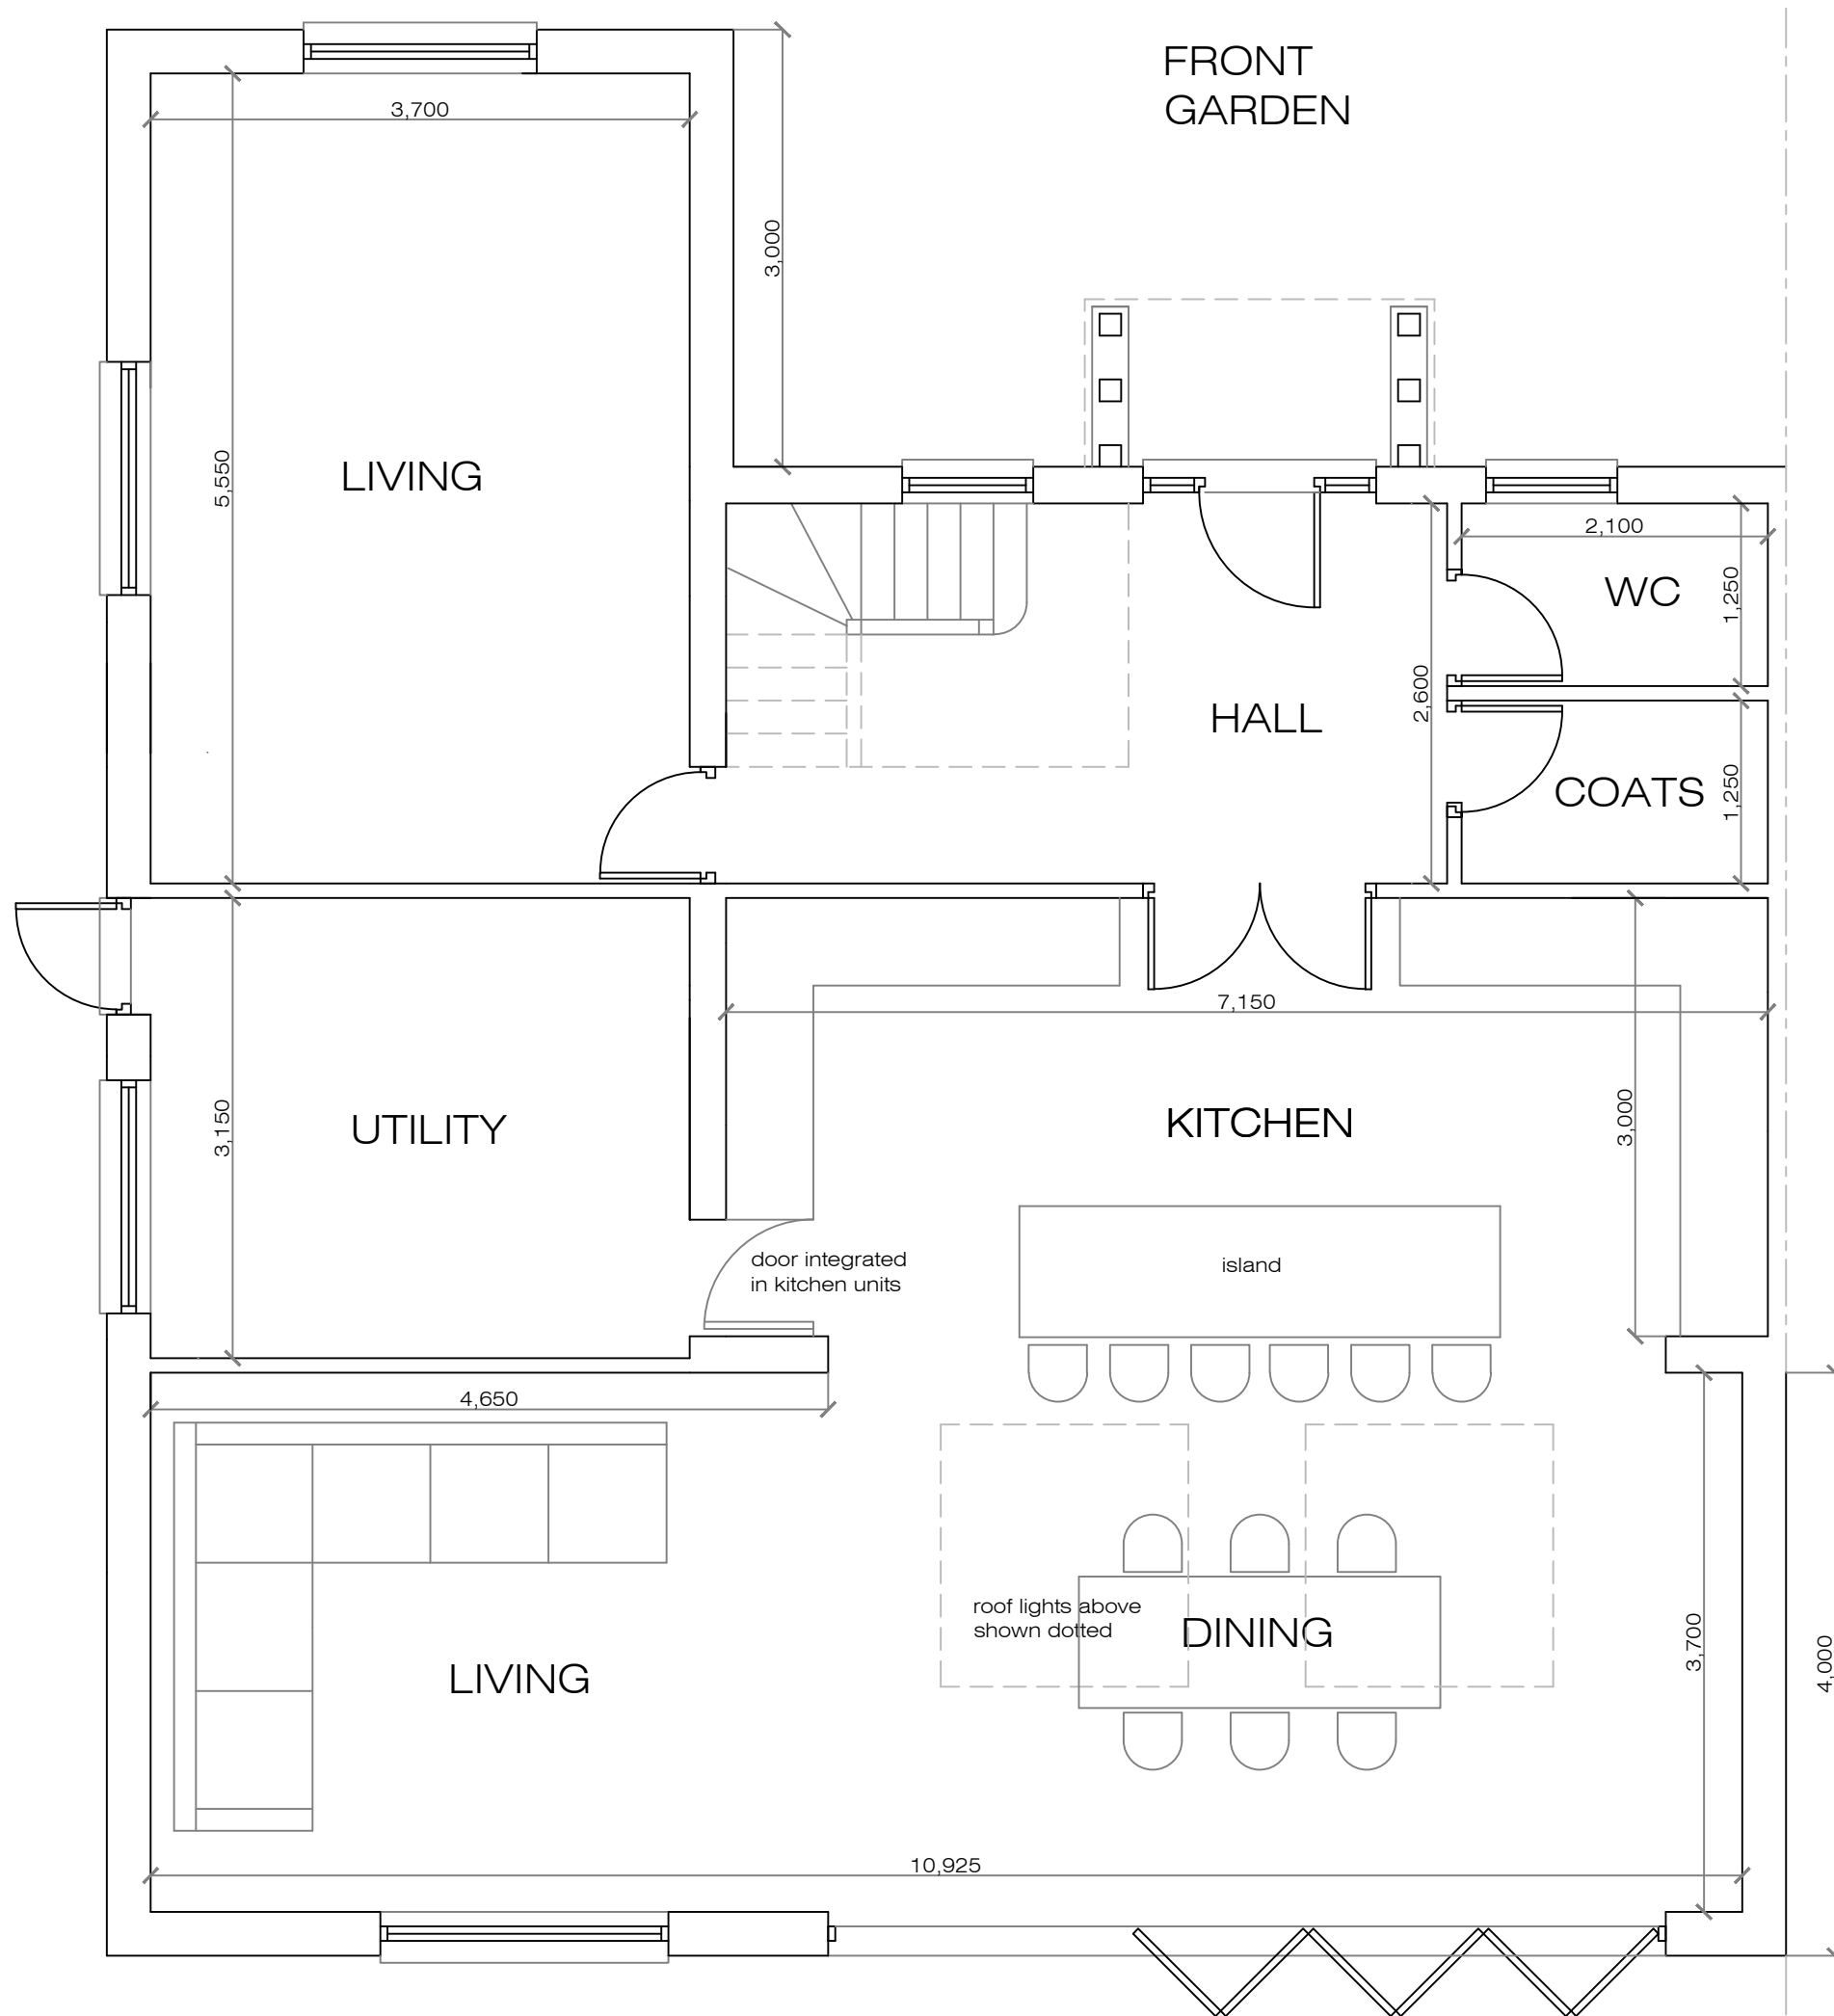 FRONT
GARDEN
3,700
3,000
5,550
LIVING
2,100
WC
1,250
2,600
HALL
COATS
1,250
7,150
3,150
UTILITY
KITCHEN
3,000
door integrated
in kitchen units
island
4,650
roof lights above
shown dotted
DINING
3,700
4,000
LIVING
10,925